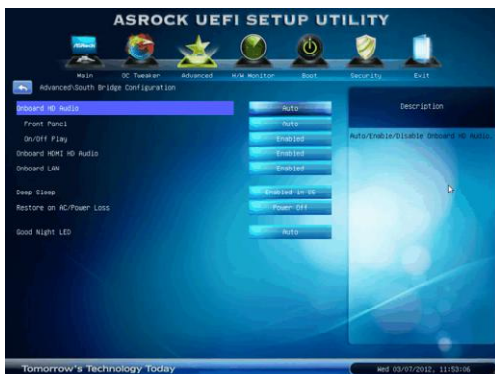 ASROCK UEFI SETUP UTILITY
ASRock
Main OC Tweaker Advanced H/W Monitor Boot Security Exit
Advanced\South Bridge Configuration
Description
Onboard HD Audio Auto
Front Panel Auto
On/Off Play Enabled
Auto/Enable/Disable Onboard HD Audio.
Onboard HDMI HD Audio Enabled
Onboard LAN Enabled
Deep Sleep Enabled in S5
Restore on AC/Power Loss Power Off
Good Night LED Auto
Tomorrow's Technology Today
Wed 03/07/2012, 11:53:06